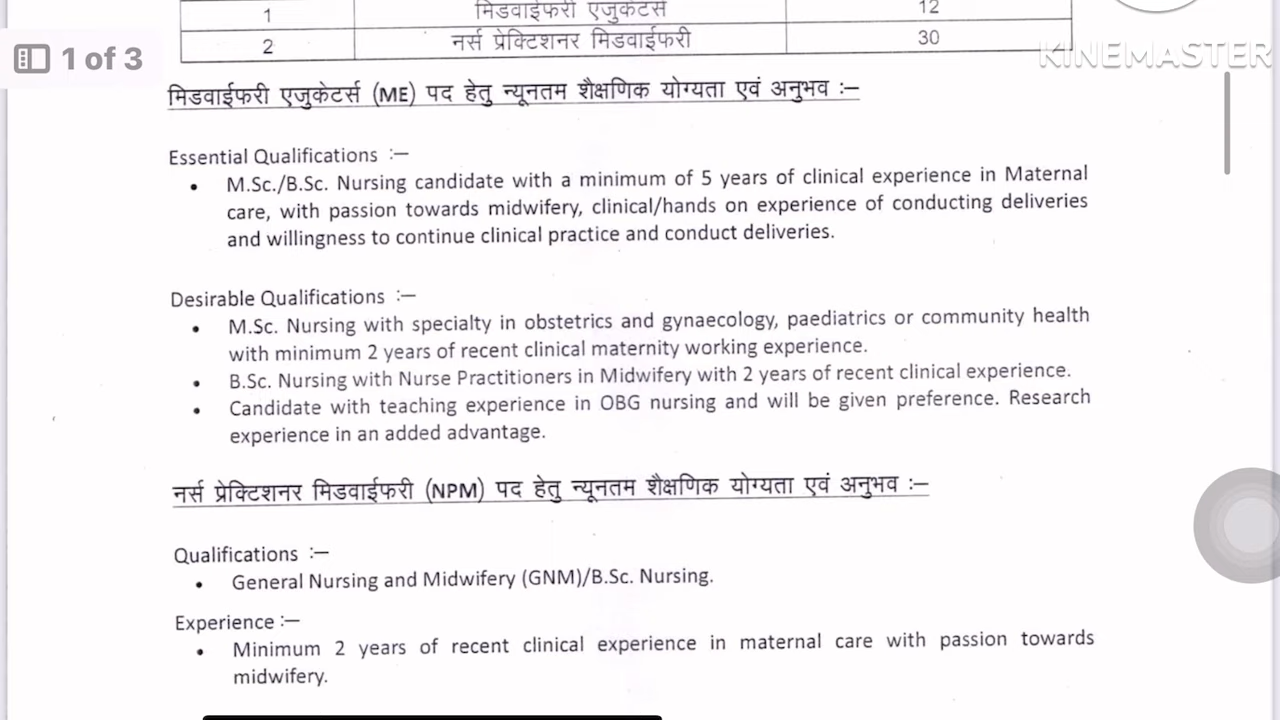 1 मिडवाईफरी एजुकेटर्स 12
2 नर्स प्रेक्टिशनर मिडवाईफरी 30
1 of 3
KINEMASTER
मिडवाईफरी एजुकेटर्स (ME) पद हेतु न्यूनतम शैक्षणिक योग्यता एवं अनुभव :–
Essential Qualifications :–
• M.Sc./B.Sc. Nursing candidate with a minimum of 5 years of clinical experience in Maternal
care, with passion towards midwifery, clinical/hands on experience of conducting deliveries
and willingness to continue clinical practice and conduct deliveries.
Desirable Qualifications :–
• M.Sc. Nursing with specialty in obstetrics and gynaecology, paediatrics or community health
with minimum 2 years of recent clinical maternity working experience.
• B.Sc. Nursing with Nurse Practitioners in Midwifery with 2 years of recent clinical experience.
• Candidate with teaching experience in OBG nursing and will be given preference. Research
experience in an added advantage.
नर्स प्रेक्टिशनर मिडवाईफरी (NPM) पद हेतु न्यूनतम शैक्षणिक योग्यता एवं अनुभव :–
Qualifications :–
• General Nursing and Midwifery (GNM)/B.Sc. Nursing.
Experience :–
• Minimum 2 years of recent clinical experience in maternal care with passion towards
midwifery.